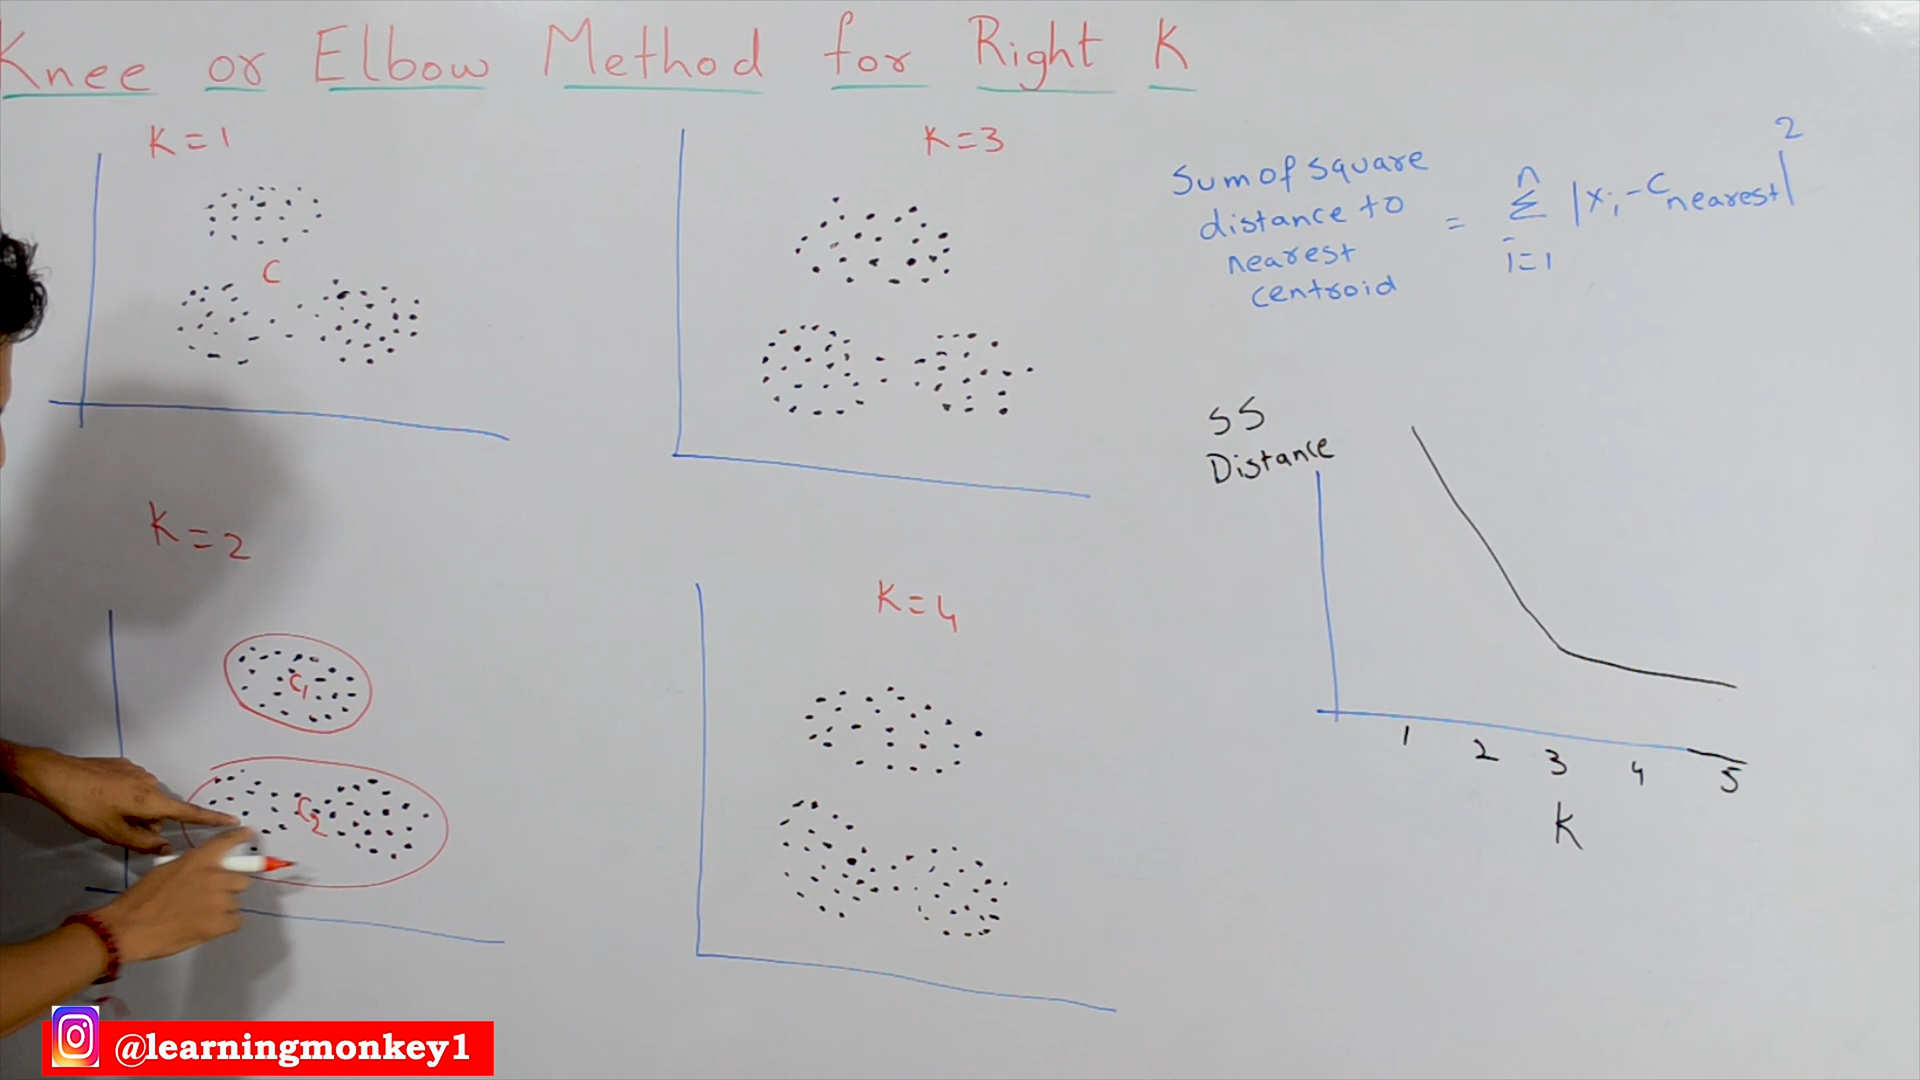 Knee or Elbow Method for Right K
K=1
C
K=3
Sum of square
distance to
nearest
centroid
= n Σ i=1 |xi - Cnearest|2
K=2
C1
C2
K=4
SS
Distance
1 2 3 4 5
K
@learningmonkey1